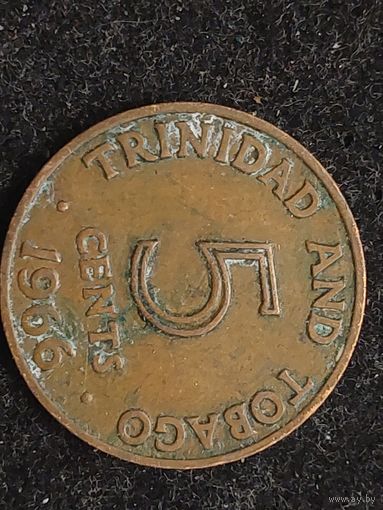 TRINIDAD AND TOBAGO
5
CENTS
· 1966 ·
www.ay.by